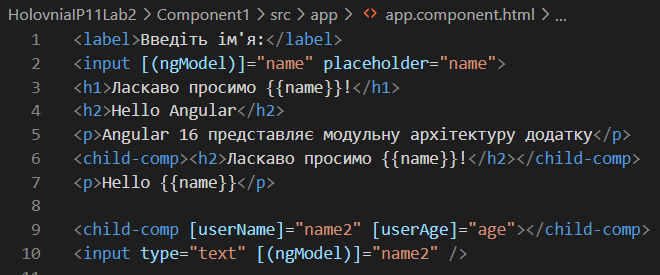 HolovniaIP11Lab2 > Component1 > src > app > <> app.component.html > ...
1 <label>Введіть ім'я:</label>
2 <input [(ngModel)]="name" placeholder="name">
3 <h1>Ласкаво просимо {{name}}!</h1>
4 <h2>Hello Angular</h2>
5 <p>Angular 16 представляє модульну архітектуру додатку</p>
6 <child-comp><h2>Ласкаво просимо {{name}}!</h2></child-comp>
7 <p>Hello {{name}}</p>
8
9 <child-comp [userName]="name2" [userAge]="age"></child-comp>
10 <input type="text" [(ngModel)]="name2" />